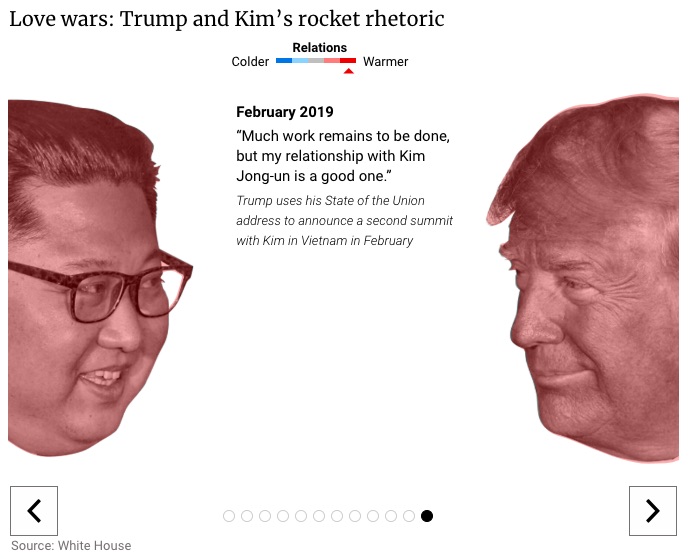 Love wars: Trump and Kim’s rocket rhetoric
Relations
Colder Warmer
February 2019
“Much work remains to be done,
but my relationship with Kim
Jong-un is a good one.”
Trump uses his State of the Union
address to announce a second summit
with Kim in Vietnam in February
Source: White House